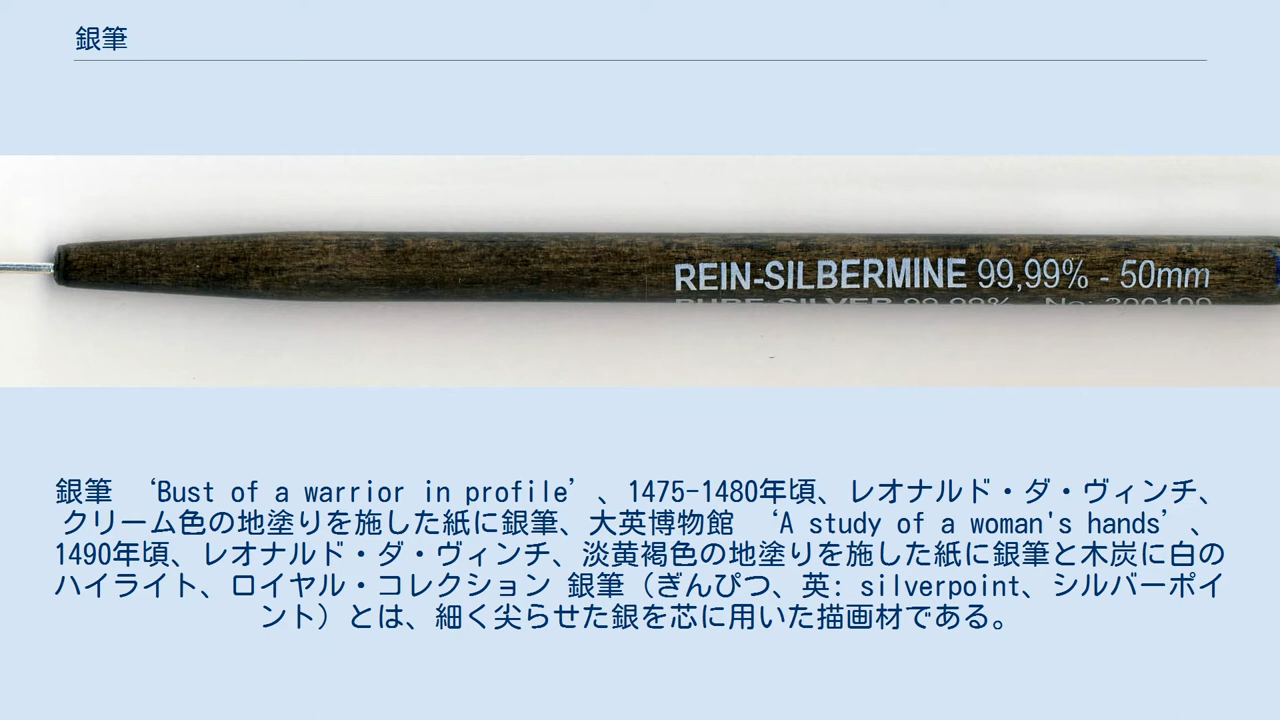 銀筆
REIN-SILBERMINE 99,99% - 50mm
PURE SILVER 99,99% - No: 300199
銀筆 ‘Bust of a warrior in profile’、1475-1480年頃、レオナルド・ダ・ヴィンチ、
クリーム色の地塗りを施した紙に銀筆、大英博物館 ‘A study of a woman's hands’、
1490年頃、レオナルド・ダ・ヴィンチ、淡黄褐色の地塗りを施した紙に銀筆と木炭に白の
ハイライト、ロイヤル・コレクション 銀筆（ぎんぴつ、英: silverpoint、シルバーポイ
ント）とは、細く尖らせた銀を芯に用いた描画材である。